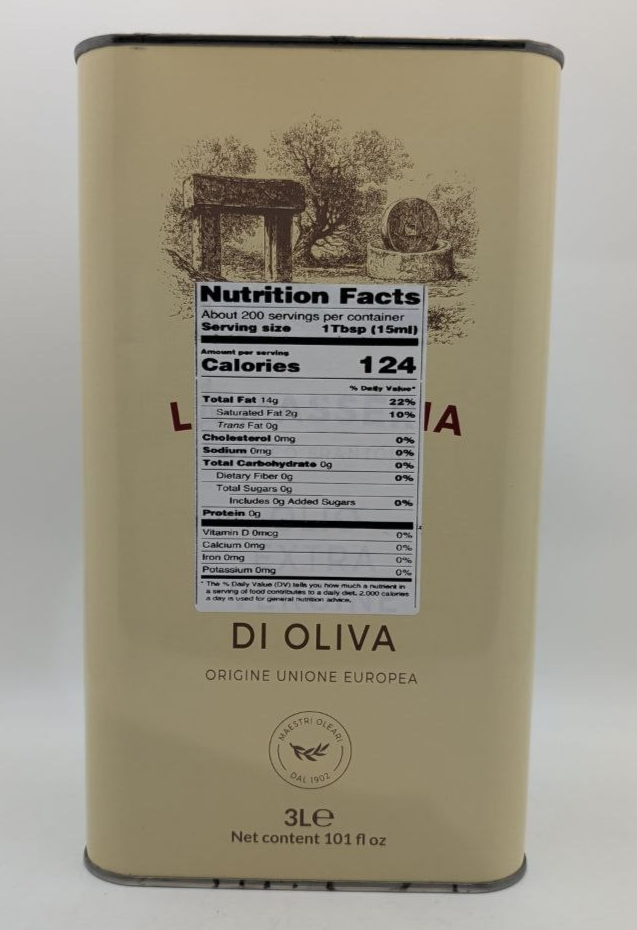 Nutrition Facts
About 200 servings per container
Serving size 1Tbsp (15ml)
Amount per serving
Calories 124
% Daily Value*
Total Fat 14g 22%
Saturated Fat 2g 10%
Trans Fat 0g
Cholesterol 0mg 0%
Sodium 0mg 0%
Total Carbohydrate 0g 0%
Dietary Fiber 0g 0%
Total Sugars 0g
Includes 0g Added Sugars 0%
Protein 0g
Vitamin D 0mcg 0%
Calcium 0mg 0%
Iron 0mg 0%
Potassium 0mg 0%
* The % Daily Value (DV) tells you how much a nutrient in
a serving of food contributes to a daily diet. 2,000 calories
a day is used for general nutrition advice.
DI OLIVA
ORIGINE UNIONE EUROPEA
MAESTRI OLEARI
DAL 1902
3L℮
Net content 101 fl oz